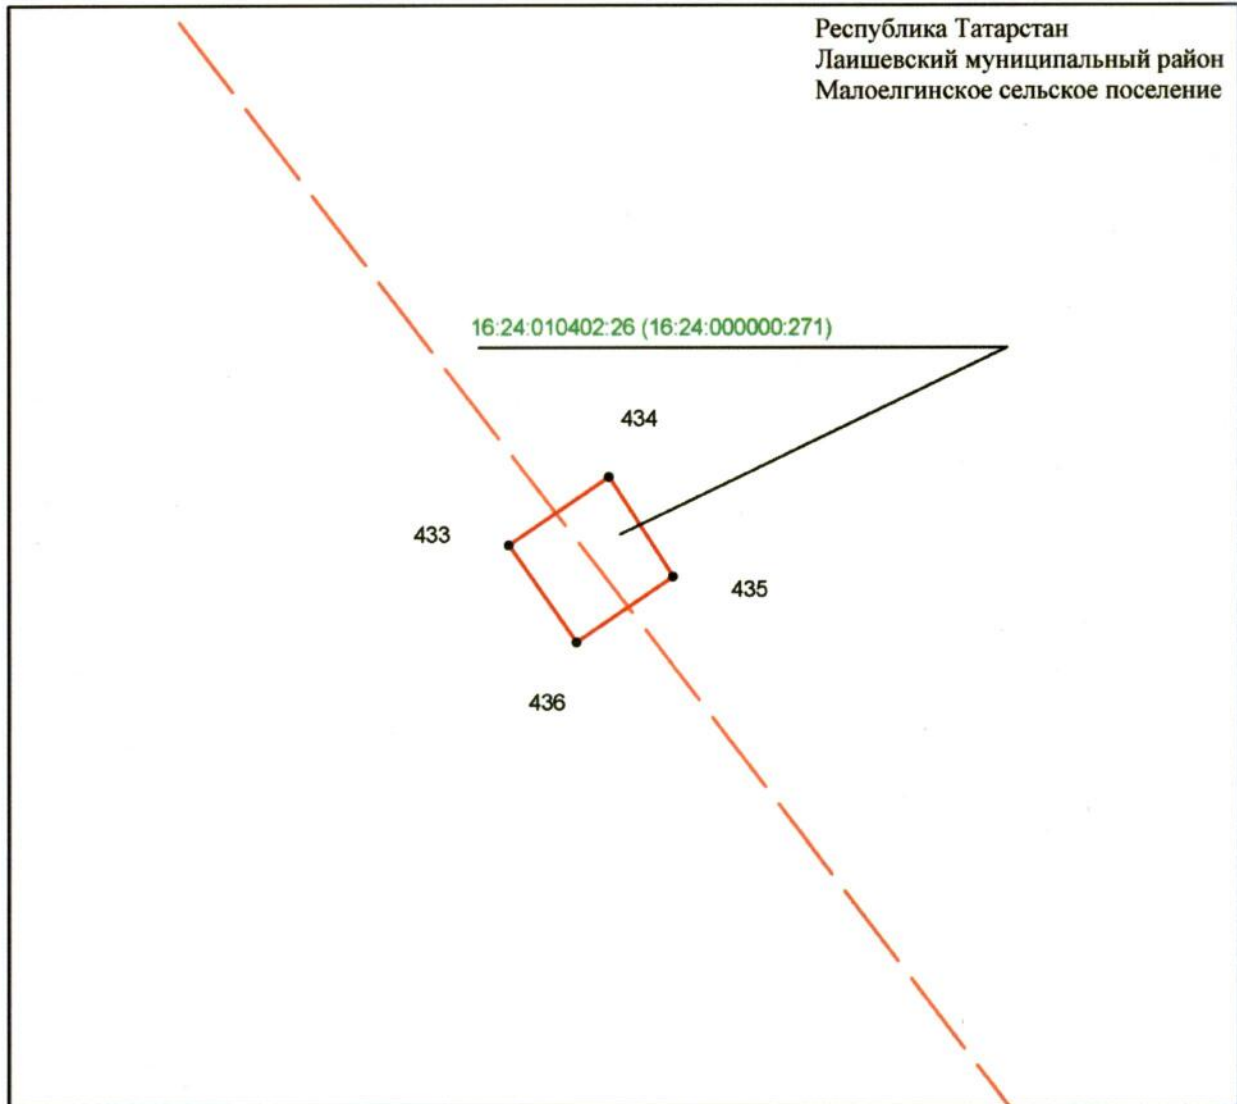 Республика Татарстан
Лаишевский муниципальный район
Малоелгинское сельское поселение
16:24:010402:26 (16:24:000000:271)
434
433
435
436